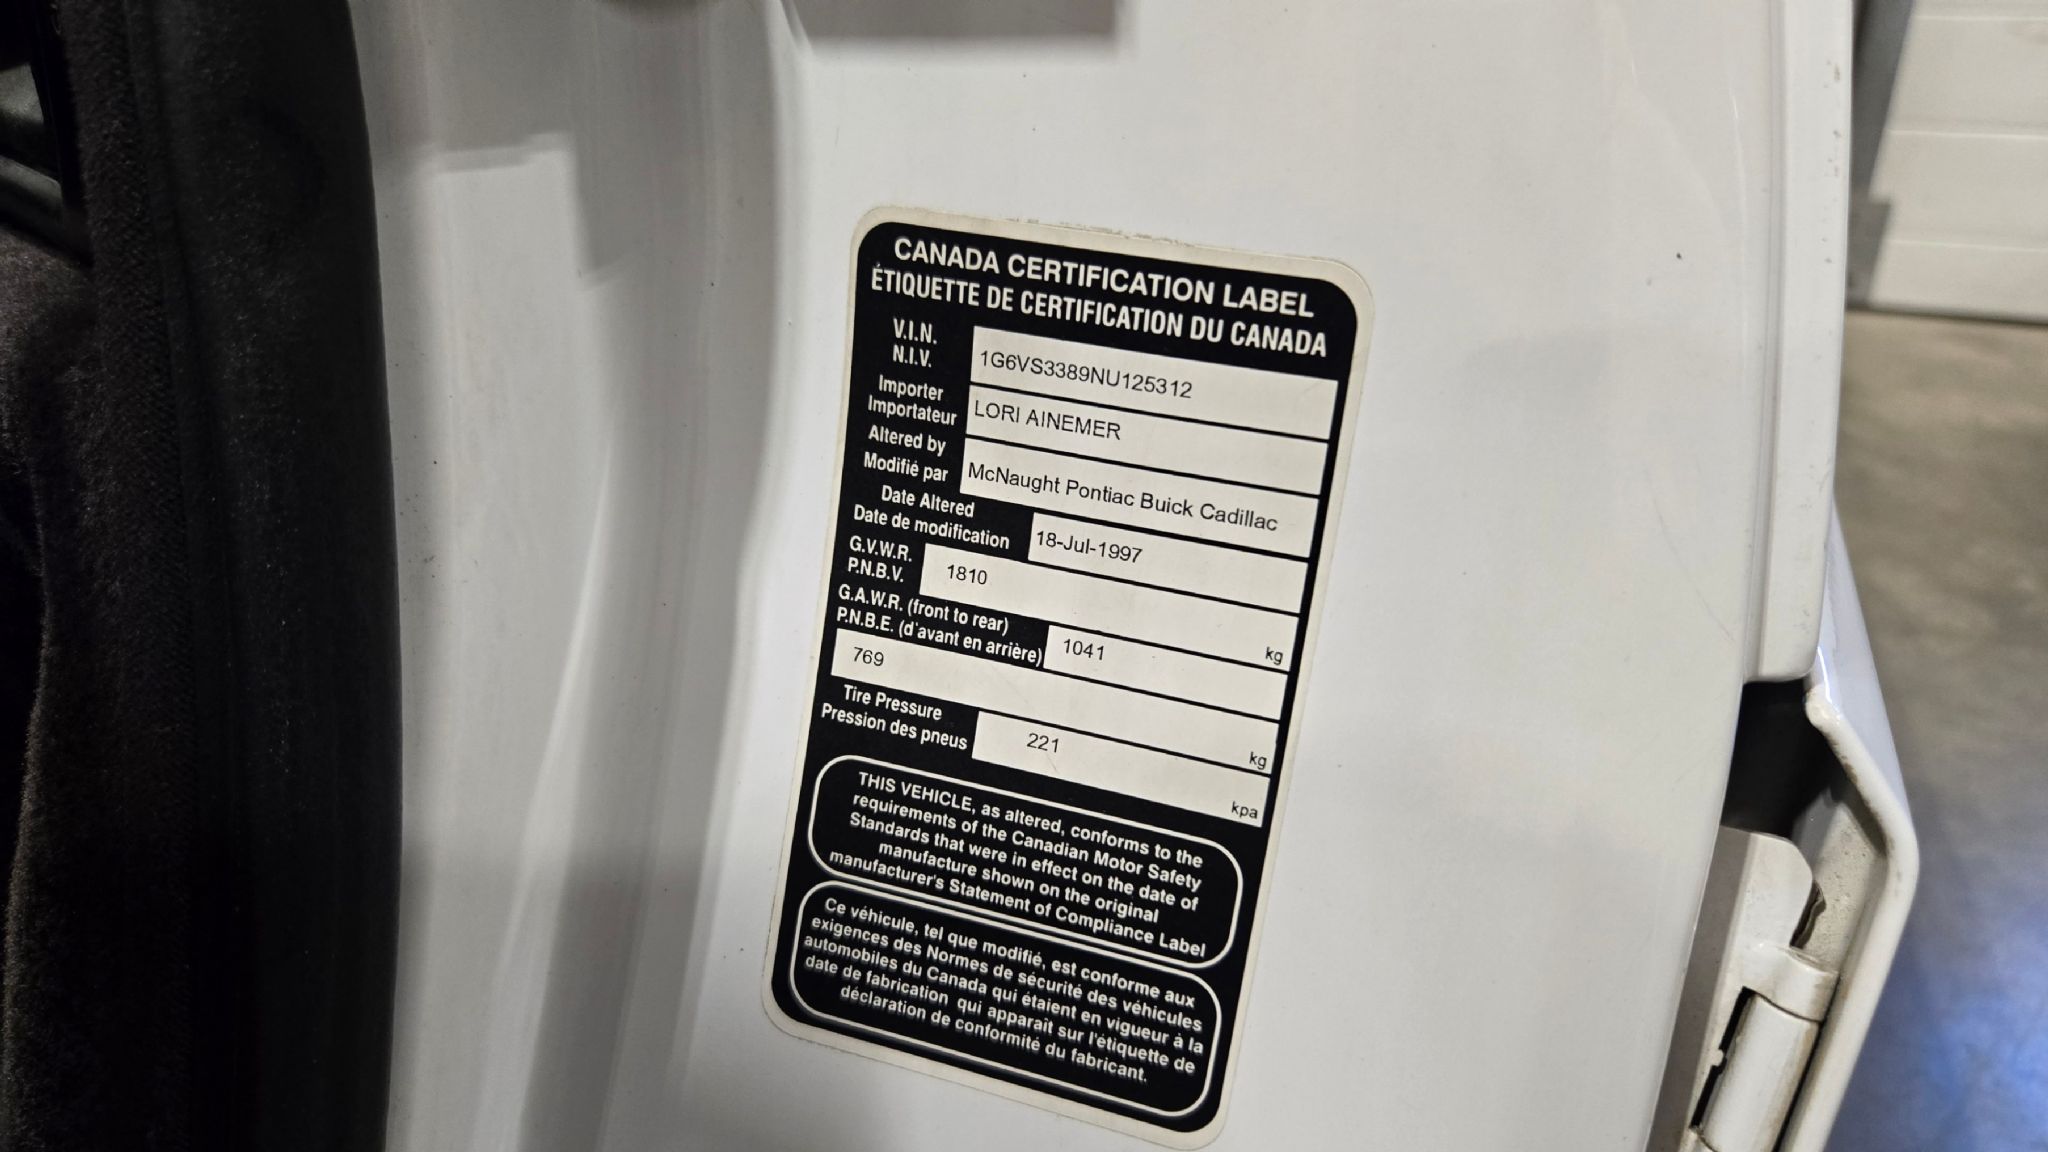 CANADA CERTIFICATION LABEL
ÉTIQUETTE DE CERTIFICATION DU CANADA
V.I.N.
N.I.V.
1G6VS3389NU125312
Importer
Importateur
LORI AINEMER
Altered by
Modifié par
McNaught Pontiac Buick Cadillac
Date Altered
Date de modification
18-Jul-1997
G.V.W.R.
P.N.B.V.
1810
kg
G.A.W.R. (front to rear)
P.N.B.E. (d'avant en arrière)
1041
769
kg
Tire Pressure
Pression des pneus
221
kpa
THIS VEHICLE, as altered, conforms to the
requirements of the Canadian Motor Safety
Standards that were in effect on the date of
manufacture shown on the original
manufacturer's Statement of Compliance Label
Ce véhicule, tel que modifié, est conforme aux
exigences des Normes de sécurité des véhicules
automobiles du Canada qui étaient en vigueur à la
date de fabrication qui apparaît sur l'étiquette de
déclaration de conformité du fabricant.